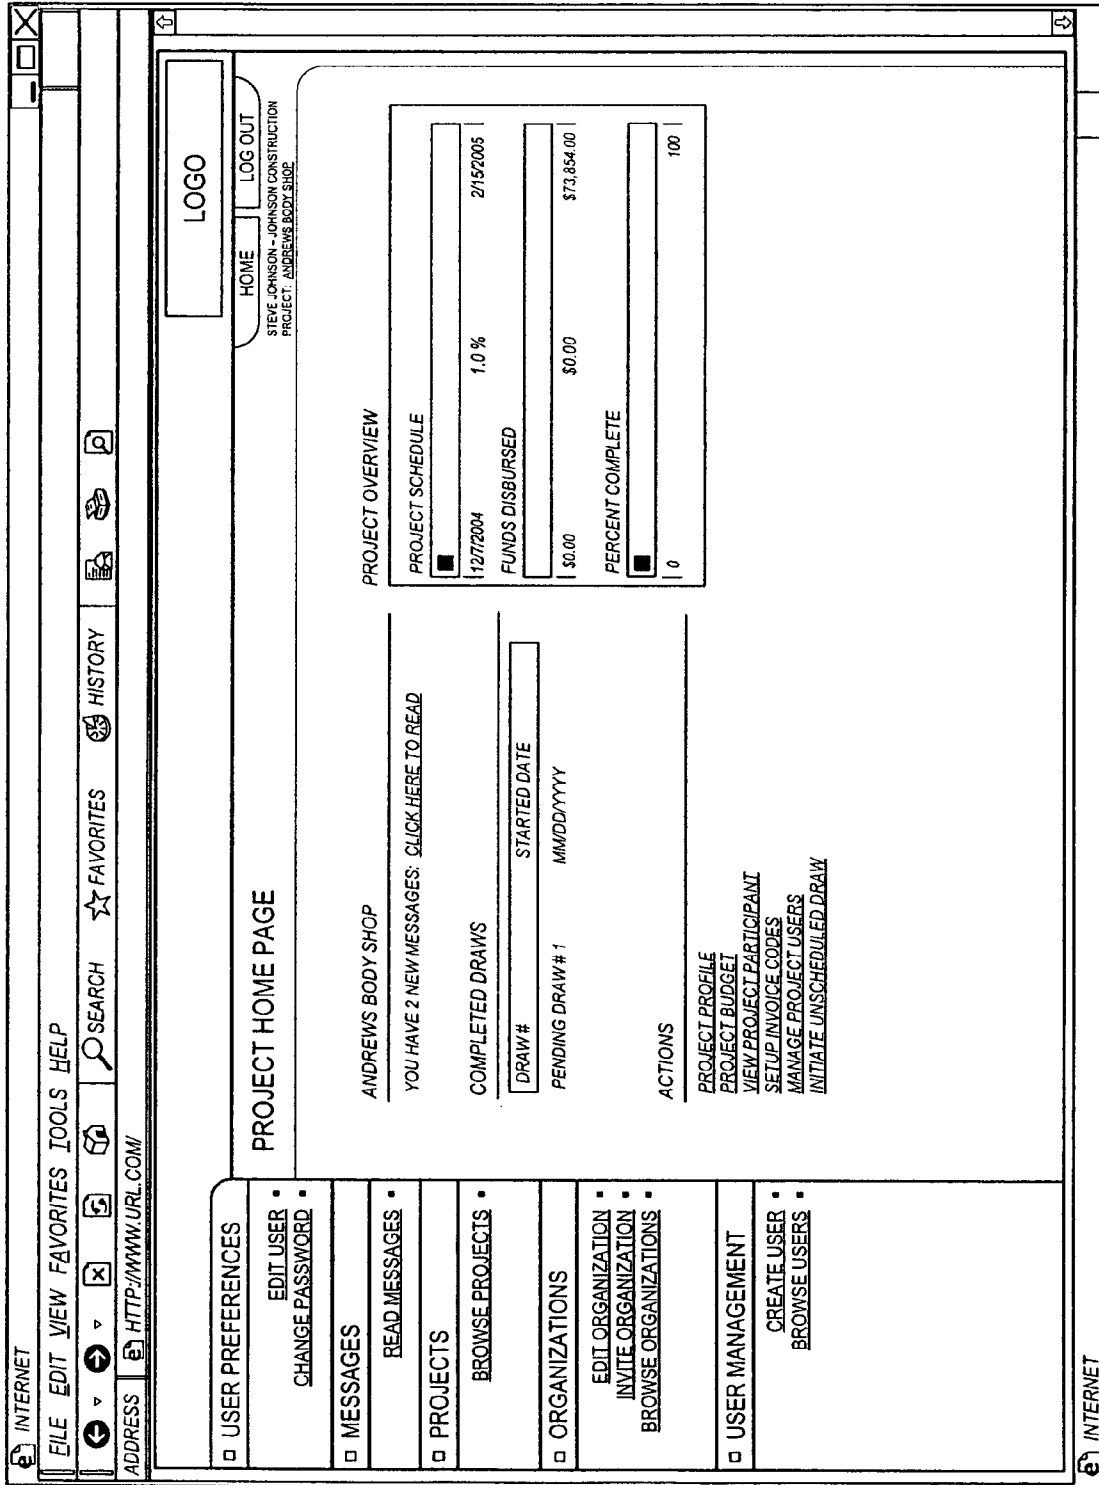 INTERNET
FILE EDIT VIEW FAVORITES TOOLS HELP
SEARCH FAVORITES HISTORY
ADDRESS HTTP://WWW.URL.COM/
LOGO
HOME LOG OUT
STEVE JOHNSON - JOHNSON CONSTRUCTION
PROJECT: ANDREWS BODY SHOP
USER PREFERENCES
EDIT USER
CHANGE PASSWORD
MESSAGES
READ MESSAGES
PROJECTS
BROWSE PROJECTS
ORGANIZATIONS
EDIT ORGANIZATION
INVITE ORGANIZATION
BROWSE ORGANIZATIONS
USER MANAGEMENT
CREATE USER
BROWSE USERS
PROJECT HOME PAGE
ANDREWS BODY SHOP
YOU HAVE 2 NEW MESSAGES: CLICK HERE TO READ
COMPLETED DRAWS
DRAW # STARTED DATE
PENDING DRAW # 1 MM/DD/YYYY
ACTIONS
PROJECT PROFILE
PROJECT BUDGET
VIEW PROJECT PARTICIPANT
SETUP INVOICE CODES
MANAGE PROJECT USERS
INITIATE UNSCHEDULED DRAW
PROJECT OVERVIEW
PROJECT SCHEDULE
12/7/2004 1.0 % 2/15/2005
FUNDS DISBURSED
$0.00 $0.00 $73,854.00
PERCENT COMPLETE
0 100
INTERNET